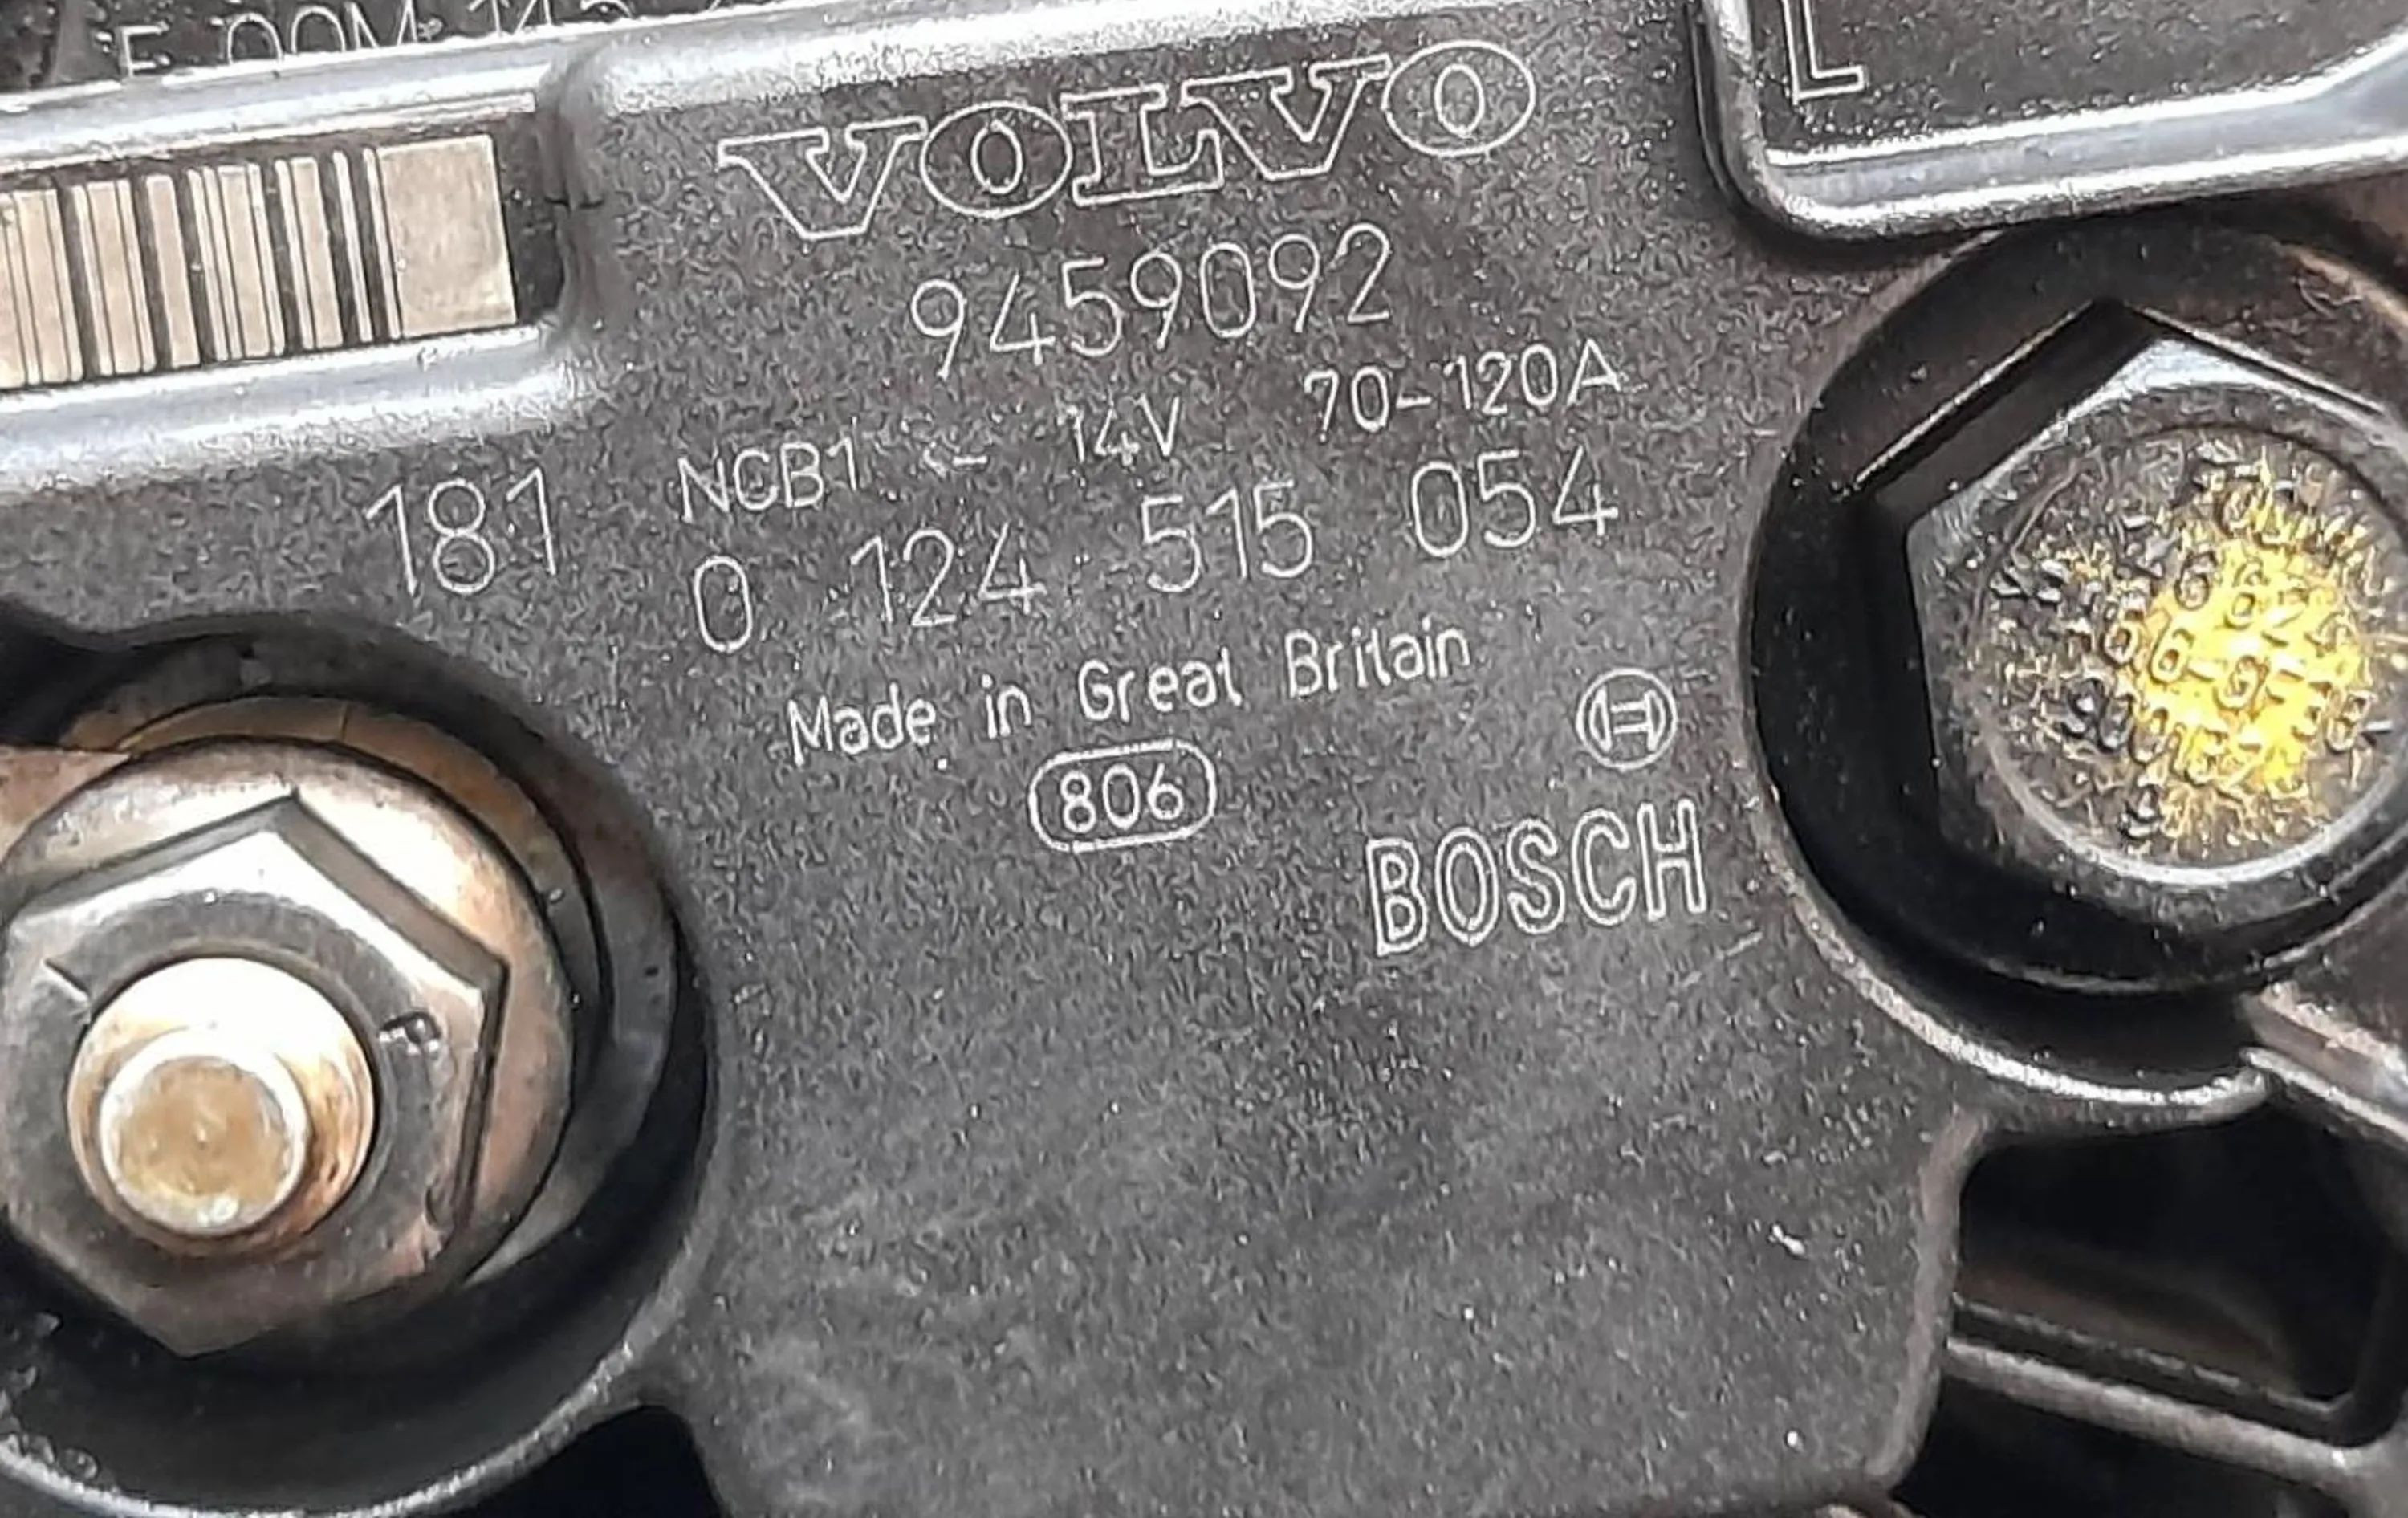 VOLVO
9459092
NCB1 <- 14V 70-120A
181 0 124 515 054
Made in Great Britain
806
BOSCH
L